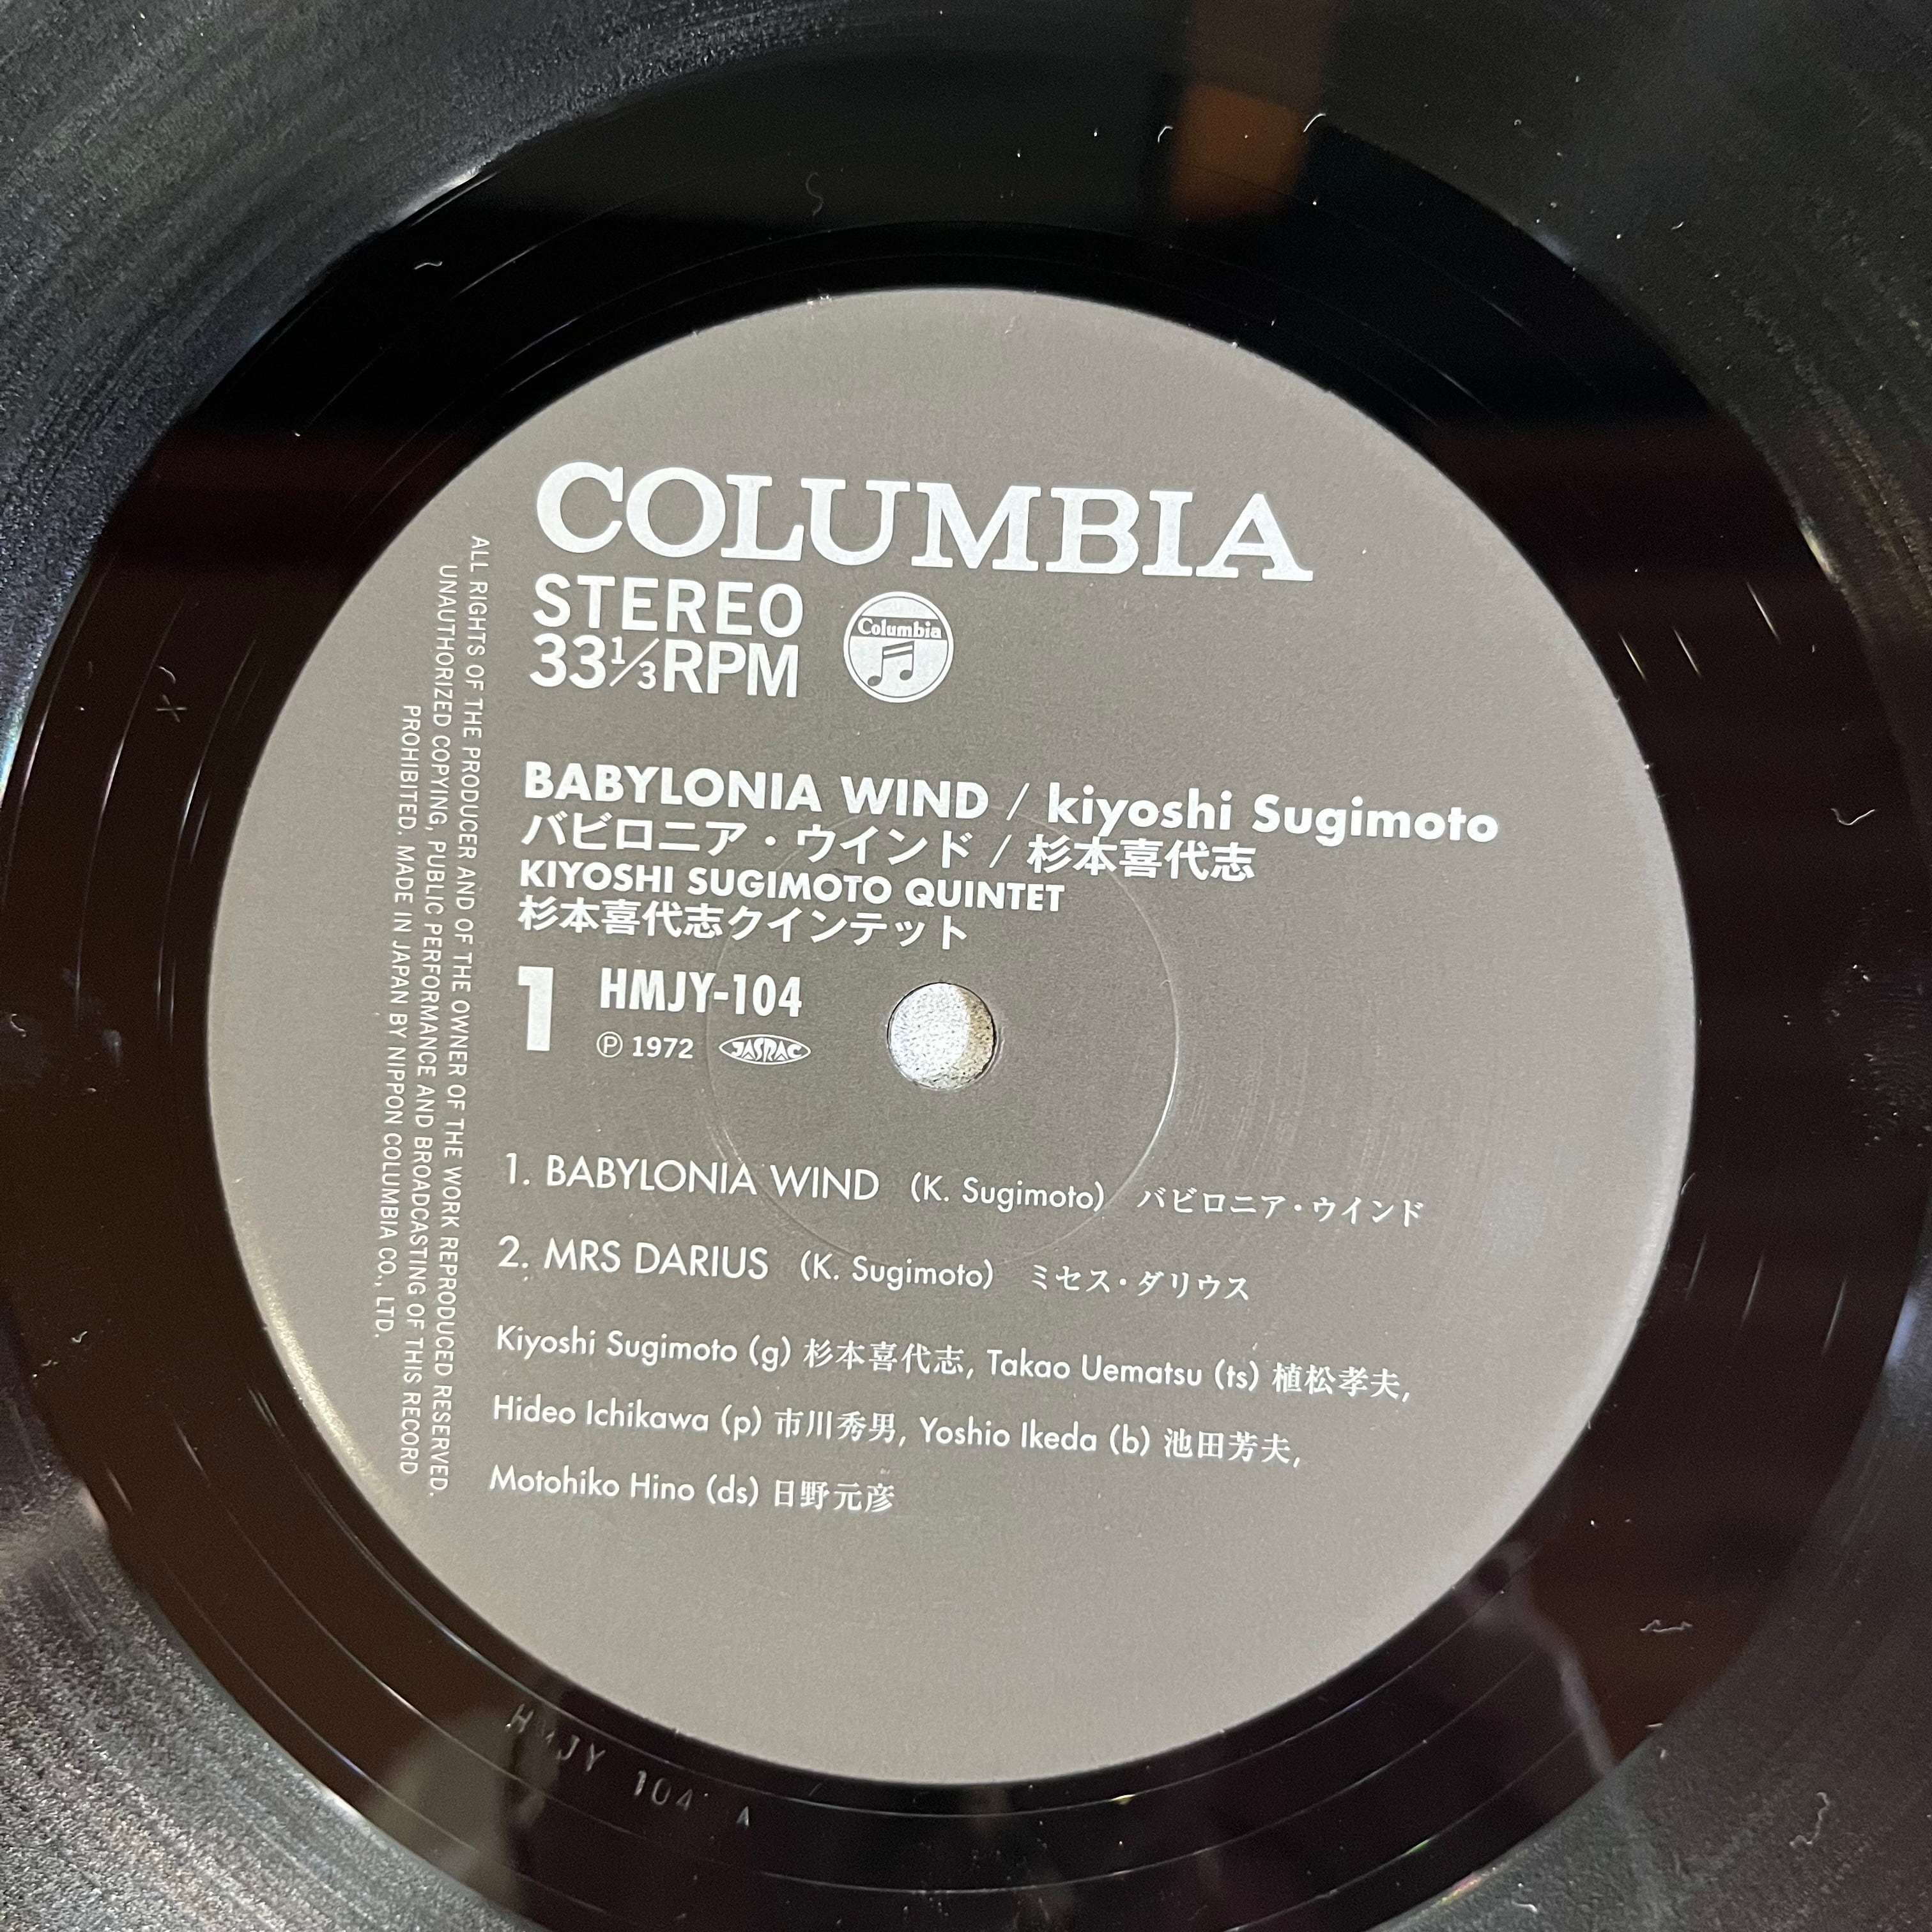 COLUMBIA
STEREO
33⅓RPM
Columbia
BABYLONIA WIND / kiyoshi Sugimoto
バビロニア・ウインド / 杉本喜代志
KIYOSHI SUGIMOTO QUINTET
杉本喜代志クインテット
1 HMJY-104
℗ 1972 JASRAC
1. BABYLONIA WIND (K. Sugimoto) バビロニア・ウインド
2. MRS DARIUS (K. Sugimoto) ミセス・ダリウス
Kiyoshi Sugimoto (g) 杉本喜代志, Takao Uematsu (ts) 植松孝夫,
Hideo Ichikawa (p) 市川秀男, Yoshio Ikeda (b) 池田芳夫,
Motohiko Hino (ds) 日野元彦
ALL RIGHTS OF THE PRODUCER AND OF THE OWNER OF THE WORK REPRODUCED RESERVED.
UNAUTHORIZED COPYING, PUBLIC PERFORMANCE AND BROADCASTING OF THIS RECORD
PROHIBITED. MADE IN JAPAN BY NIPPON COLUMBIA CO., LTD.
HMJY 104 A